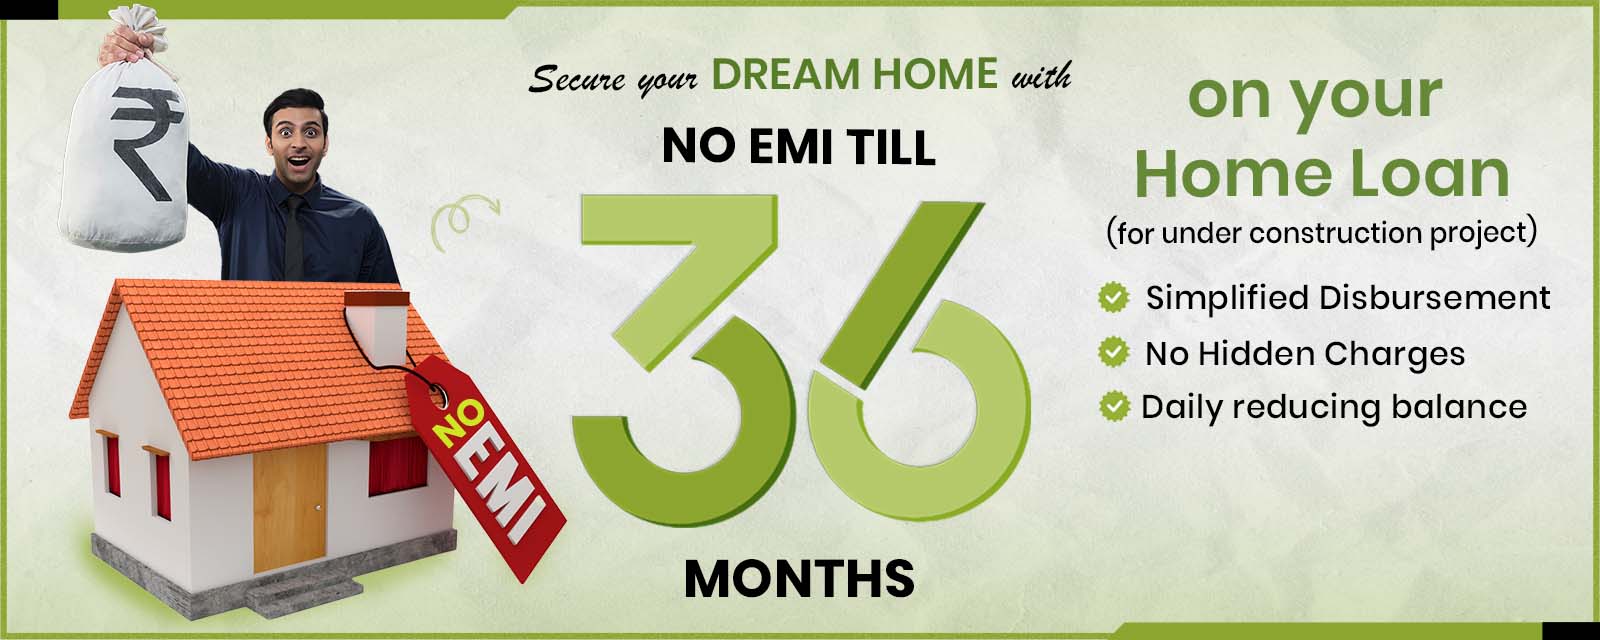 ₹
Secure your DREAM HOME with
NO EMI TILL
36
MONTHS
NO
EMI
on your
Home Loan
(for under construction project)
Simplified Disbursement
No Hidden Charges
Daily reducing balance